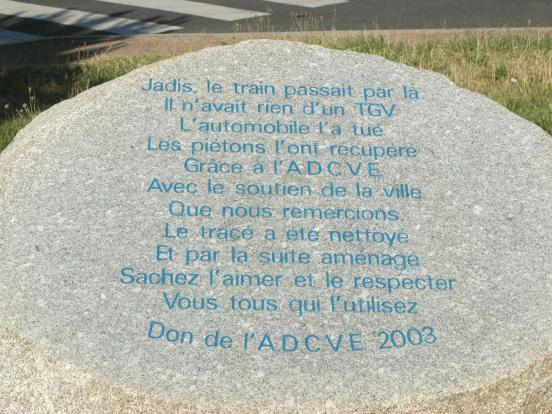 Jadis, le train passait par là
Il n'avait rien d'un TGV
L'automobile l'a tué
Les piétons l'ont récupéré
Grâce à l'ADCVE
Avec le soutien de la ville
Que nous remercions.
Le tracé a été nettoyé
Et par la suite aménagé
Sachez l'aimer et le respecter
Vous tous qui l'utilisez
Don de l'ADCVE 2003